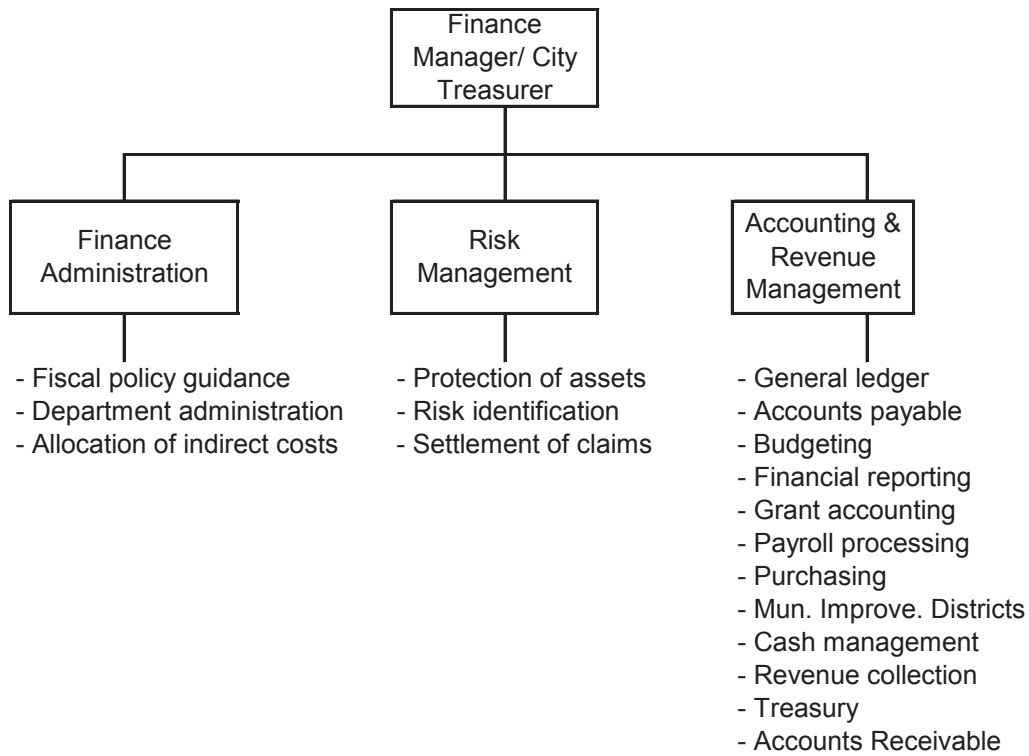 Finance
Manager/ City
Treasurer
Finance
Administration
Risk
Management
Accounting &
Revenue
Management
- Fiscal policy guidance
- Department administration
- Allocation of indirect costs
- Protection of assets
- Risk identification
- Settlement of claims
- General ledger
- Accounts payable
- Budgeting
- Financial reporting
- Grant accounting
- Payroll processing
- Purchasing
- Mun. Improve. Districts
- Cash management
- Revenue collection
- Treasury
- Accounts Receivable